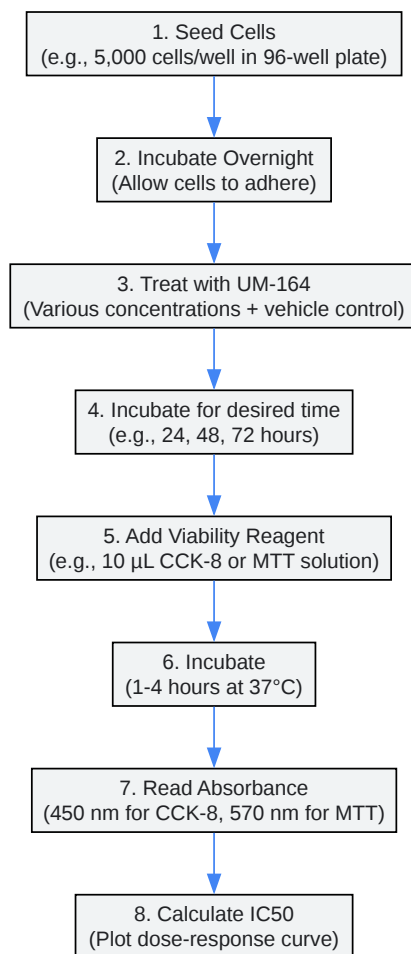 1. Seed Cells
(e.g., 5,000 cells/well in 96-well plate)
2. Incubate Overnight
(Allow cells to adhere)
3. Treat with UM-164
(Various concentrations + vehicle control)
4. Incubate for desired time
(e.g., 24, 48, 72 hours)
5. Add Viability Reagent
(e.g., 10 µL CCK-8 or MTT solution)
6. Incubate
(1-4 hours at 37°C)
7. Read Absorbance
(450 nm for CCK-8, 570 nm for MTT)
8. Calculate IC50
(Plot dose-response curve)